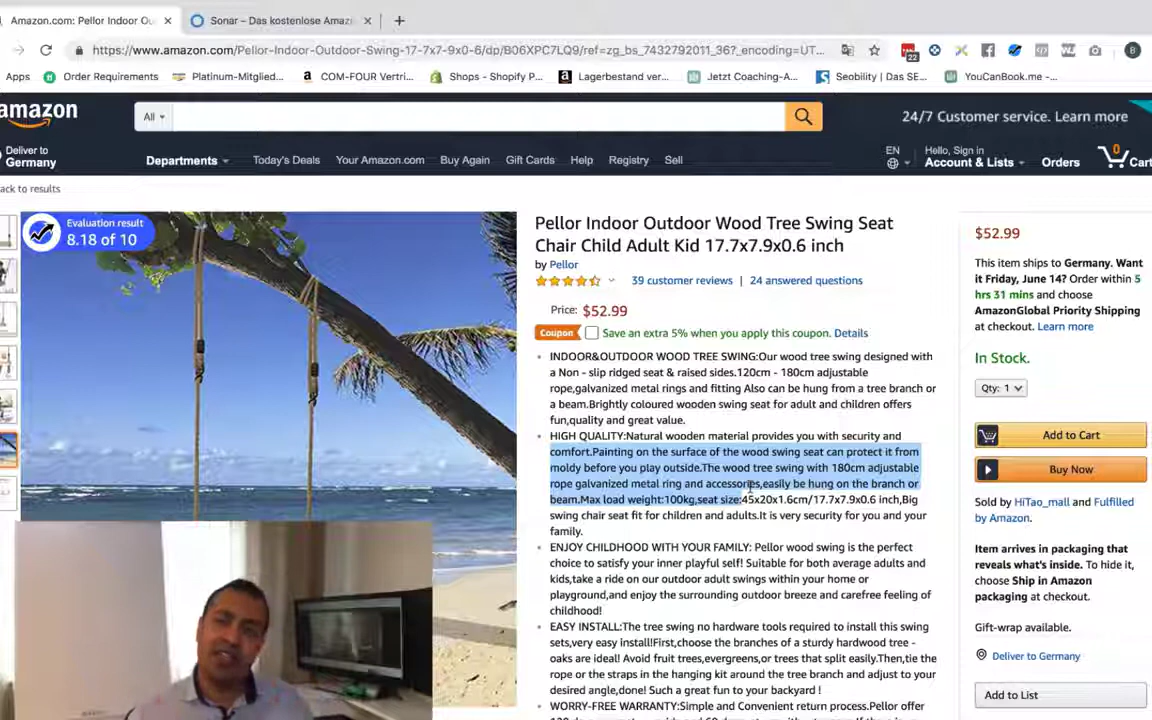 Amazon.com: Pellor Indoor Ou
Sonar – Das kostenlose Amaz
https://www.amazon.com/Pellor-Indoor-Outdoor-Swing-17-7x7-9x0-6/dp/B06XPC7LQ9/ref=zg_bs_7432792011_36?_encoding=UT...
22
B
Apps
Order Requirements
Platinum-Mitglied...
COM-FOUR Vertri...
Shops - Shopify P...
Lagerbestand ver...
Jetzt Coaching-A...
Seobility | Das SE...
YouCanBook.me -...
amazon
All
24/7 Customer service. Learn more
Deliver to
Germany
Departments
Today's Deals
Your Amazon.com
Buy Again
Gift Cards
Help
Registry
Sell
EN
Hello, Sign in
Account & Lists
Orders
0
Cart
ack to results
Evaluation result
8.18 of 10
Pellor Indoor Outdoor Wood Tree Swing Seat
Chair Child Adult Kid 17.7x7.9x0.6 inch
by Pellor
39 customer reviews | 24 answered questions
Price: $52.99
Coupon Save an extra 5% when you apply this coupon. Details
INDOOR&OUTDOOR WOOD TREE SWING:Our wood tree swing designed with
a Non - slip ridged seat & raised sides.120cm - 180cm adjustable
rope,galvanized metal rings and fitting Also can be hung from a tree branch or
a beam.Brightly coloured wooden swing seat for adult and children offers
fun,quality and great value.
HIGH QUALITY:Natural wooden material provides you with security and
comfort.Painting on the surface of the wood swing seat can protect it from
moldy before you play outside.The wood tree swing with 180cm adjustable
rope galvanized metal ring and accessories,easily be hung on the branch or
beam.Max load weight:100kg,seat size:45x20x1.6cm/17.7x7.9x0.6 inch,Big
swing chair seat fit for children and adults.It is very security for you and your
family.
ENJOY CHILDHOOD WITH YOUR FAMILY: Pellor wood swing is the perfect
choice to satisfy your inner playful self! Suitable for both average adults and
kids,take a ride on our outdoor adult swings within your home or
playground,and enjoy the surrounding outdoor breeze and carefree feeling of
childhood!
EASY INSTALL:The tree swing no hardware tools required to install this swing
sets,very easy install!First,choose the branches of a sturdy hardwood tree -
oaks are ideal! Avoid fruit trees,evergreens,or trees that split easily.Then,tie the
rope or the straps in the hanging kit around the tree branch and adjust to your
desired angle,done! Such a great fun to your backyard !
WORRY-FREE WARRANTY:Simple and Convenient return process.Pellor offer
$52.99
This item ships to Germany. Want
it Friday, June 14? Order within 5
hrs 31 mins and choose
AmazonGlobal Priority Shipping
at checkout. Learn more
In Stock.
Qty: 1
Add to Cart
Buy Now
Sold by HiTao_mall and Fulfilled
by Amazon.
Item arrives in packaging that
reveals what's inside. To hide it,
choose Ship in Amazon
packaging at checkout.
Gift-wrap available.
Deliver to Germany
Add to List